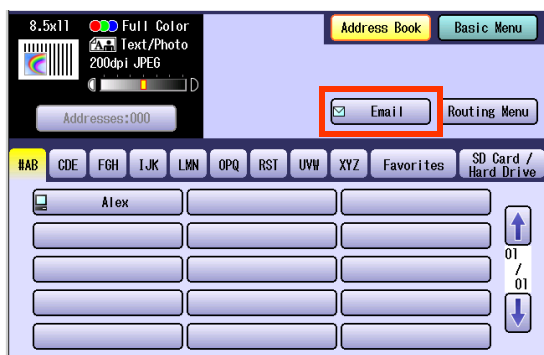 8.5x11 Full Color
A Text/Photo
200dpi JPEG
D
Address Book Basic Menu
Addresses:000
Email Routing Menu
#AB CDE FGH IJK LMN OPQ RST UVW XYZ Favorites SD Card /
Hard Drive
Alex
01
/
01